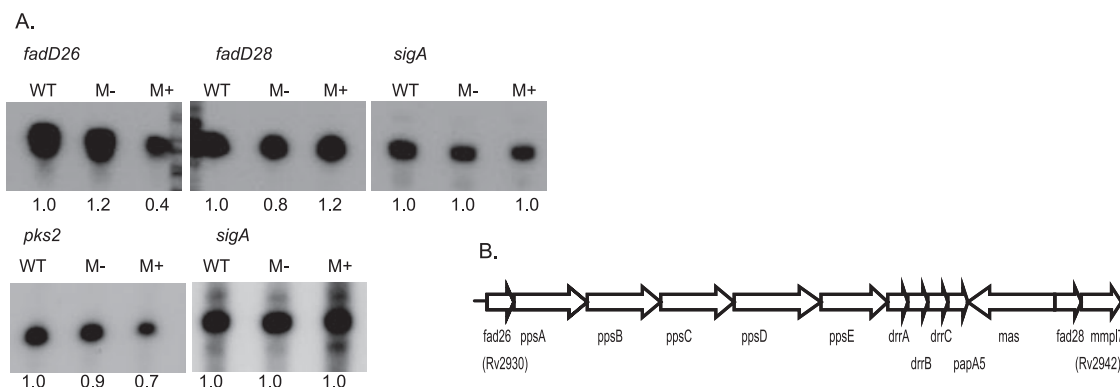 A.
fadD26 fadD28 sigA
WT M- M+ WT M- M+ WT M- M+
1.0 1.2 0.4 1.0 0.8 1.2 1.0 1.0 1.0
pks2 sigA
WT M- M+ WT M- M+
1.0 0.9 0.7 1.0 1.0 1.0
B.
fad26 ppsA ppsB ppsC ppsD ppsE drrA drrC mas fad28 mmpl7
drrB papA5
(Rv2930) (Rv2942)